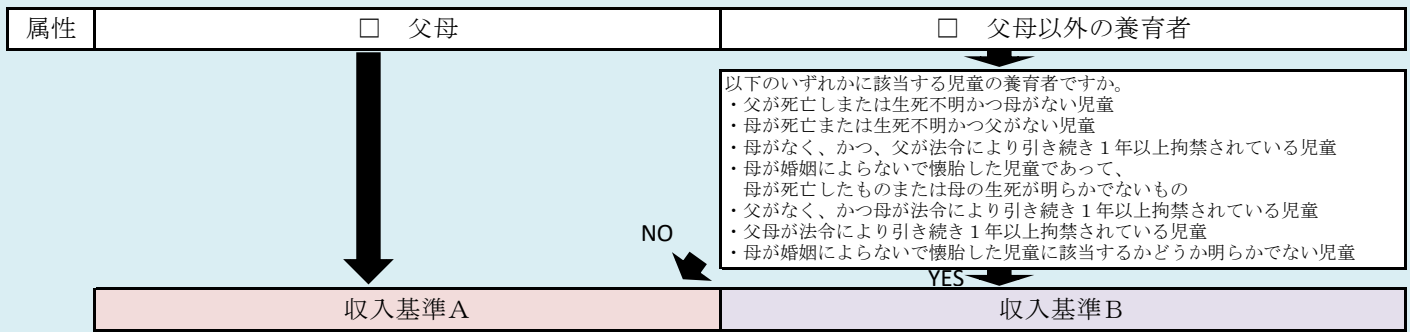 属性
□ 父母
□ 父母以外の養育者
以下のいずれかに該当する児童の養育者ですか。
・父が死亡しまたは生死不明かつ母がない児童
・母が死亡または生死不明かつ父がない児童
・母がなく、かつ、父が法令により引き続き１年以上拘禁されている児童
・母が婚姻によらないで懐胎した児童であって、
母が死亡したものまたは母の生死が明らかでないもの
・父がなく、かつ母が法令により引き続き１年以上拘禁されている児童
・父母が法令により引き続き１年以上拘禁されている児童
・母が婚姻によらないで懐胎した児童に該当するかどうか明らかでない児童
NO
YES
収入基準Ａ
収入基準Ｂ